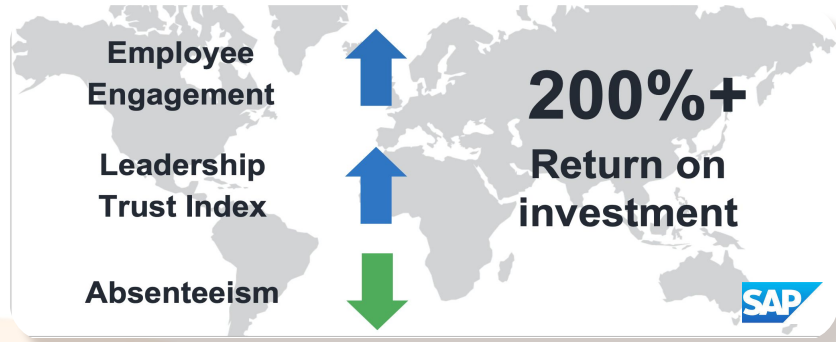 Employee
Engagement
Leadership
Trust Index
Absenteeism
200%+
Return on
investment
SAP